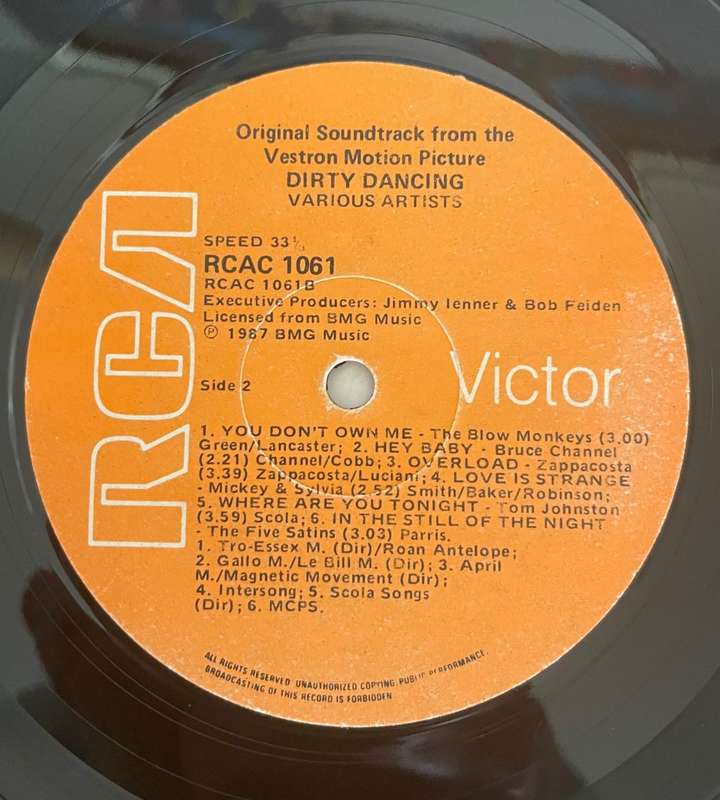 Original Soundtrack from the
Vestron Motion Picture
DIRTY DANCING
VARIOUS ARTISTS
SPEED 33⅓
RCAC 1061
RCAC 1061B
Executive Producers: Jimmy Ienner & Bob Feiden
Licensed from BMG Music
Ⓟ 1987 BMG Music
RCA
Side 2
Victor
1. YOU DON'T OWN ME - The Blow Monkeys (3.00)
Green/Lancaster; 2. HEY BABY - Bruce Channel
(2.21) Channel/Cobb; 3. OVERLOAD - Zappacosta
(3.39) Zappacosta/Luciani; 4. LOVE IS STRANGE
- Mickey & Sylvia (2.52) Smith/Baker/Robinson;
5. WHERE ARE YOU TONIGHT - Tom Johnston
(3.59) Scola; 6. IN THE STILL OF THE NIGHT
- The Five Satins (3.03) Parris.
1. Tro-Essex M. (Dir)/Roan Antelope;
2. Gallo M./Le Bill M. (Dir); 3. April
M./Magnetic Movement (Dir);
4. Intersong; 5. Scola Songs
(Dir); 6. MCPS.
ALL RIGHTS RESERVED UNAUTHORIZED COPYING, PUBLIC PERFORMANCE,
BROADCASTING OF THIS RECORD IS FORBIDDEN